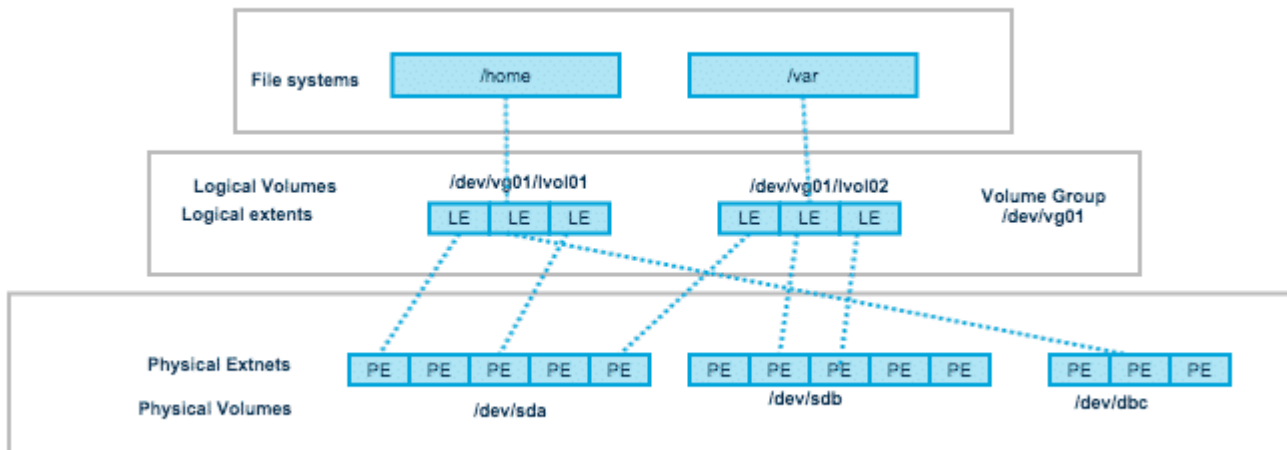 File systems
/home
/var
Logical Volumes
/dev/vg01/lvol01
/dev/vg01/lvol02
Volume Group
/dev/vg01
Logical extents
LE LE LE
LE LE LE
Physical Extnets
PE PE PE PE PE
PE PE PE PE PE
PE PE PE
Physical Volumes
/dev/sda
/dev/sdb
/dev/dbc